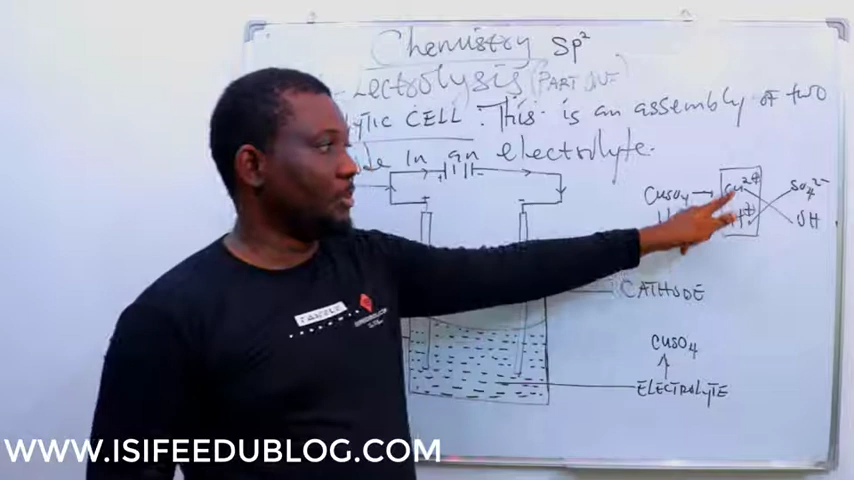 Chemistry SP²
Lectrolysis (PART ONE)
YTIC CELL : This is an assembly of two
de in an electrolyte.
CuSO₄ → Cu²⁺ SO₄²⁻
H⁺ OH
CATHODE
CuSO₄
ELECTROLYTE
WWW.ISIFEEDUBLOG.COM